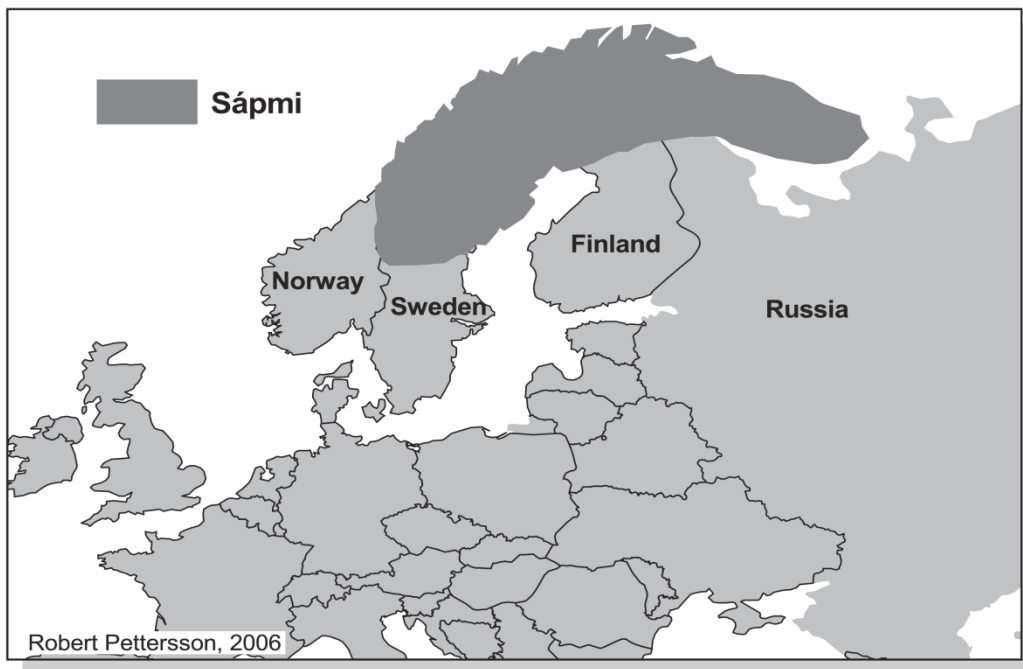 Sápmi
Finland
Norway
Sweden
Russia
Robert Pettersson, 2006